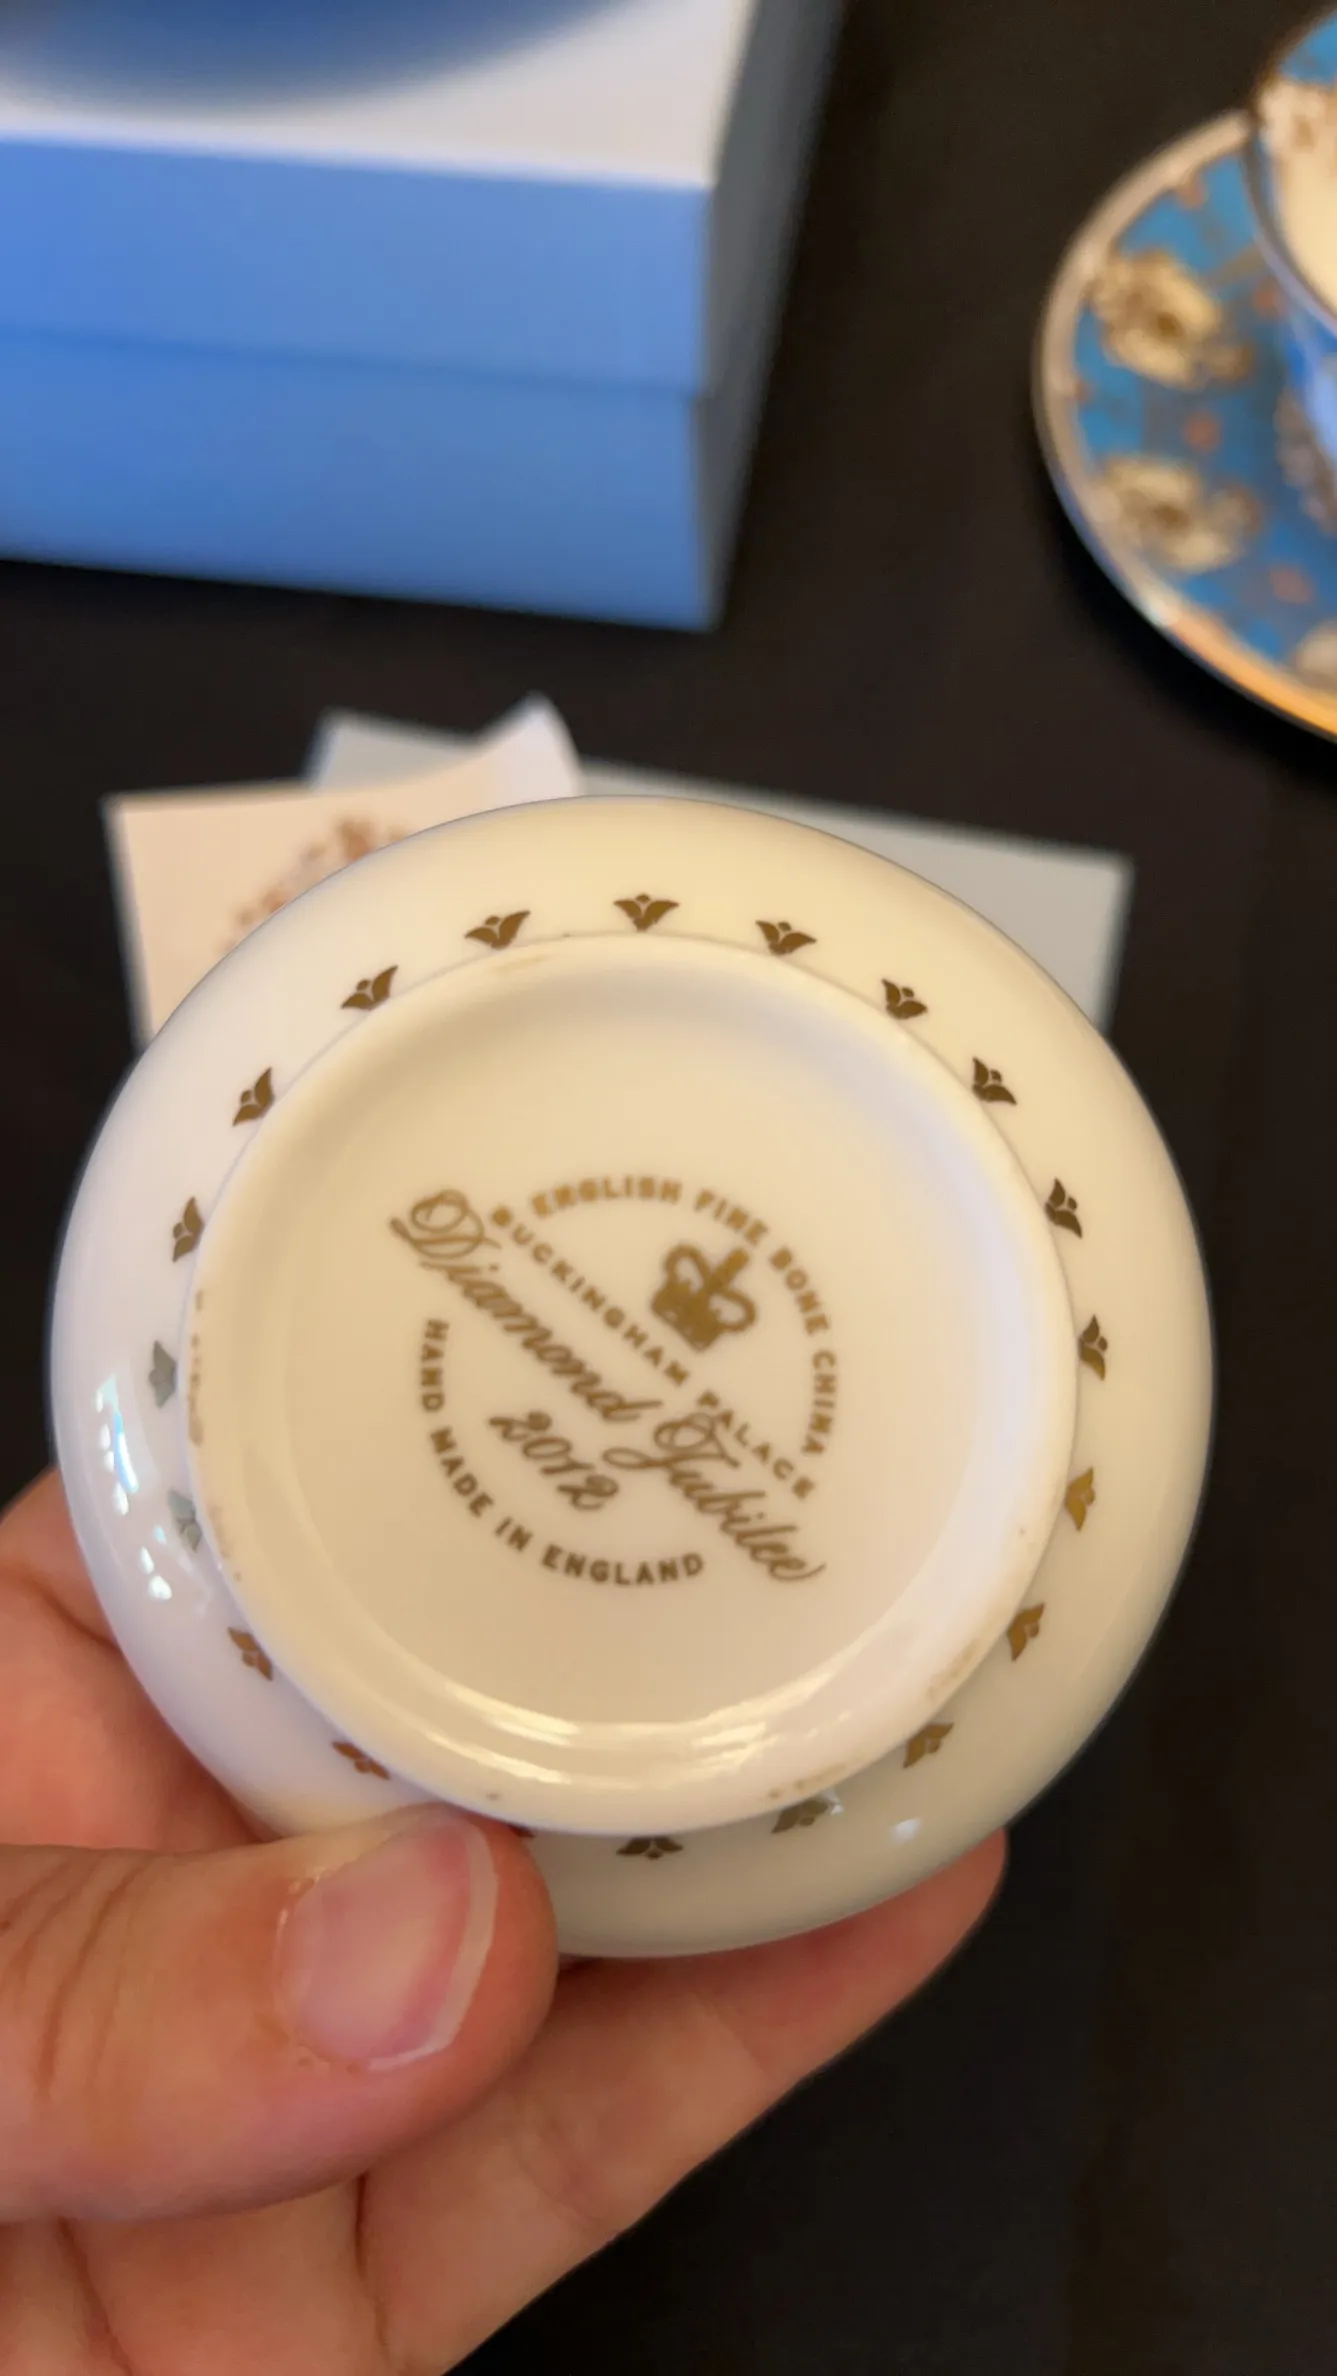 ENGLISH FINE BONE CHINA
BUCKINGHAM PALACE
Diamond Jubilee
2012
HAND MADE IN ENGLAND